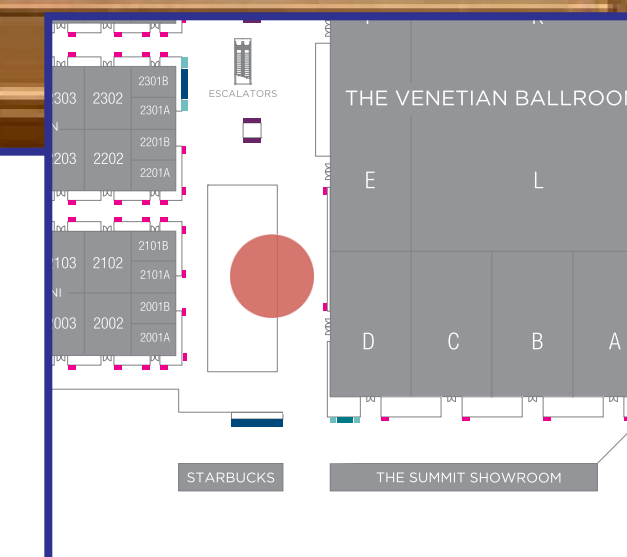 2301B
2303
2302
ESCALATORS
THE VENETIAN BALLROOM
2301A
2201B
2203
2202
2201A
E
L
2101B
2103
2102
2101A
2001B
2003
2002
2001A
D
C
B
A
STARBUCKS
THE SUMMIT SHOWROOM